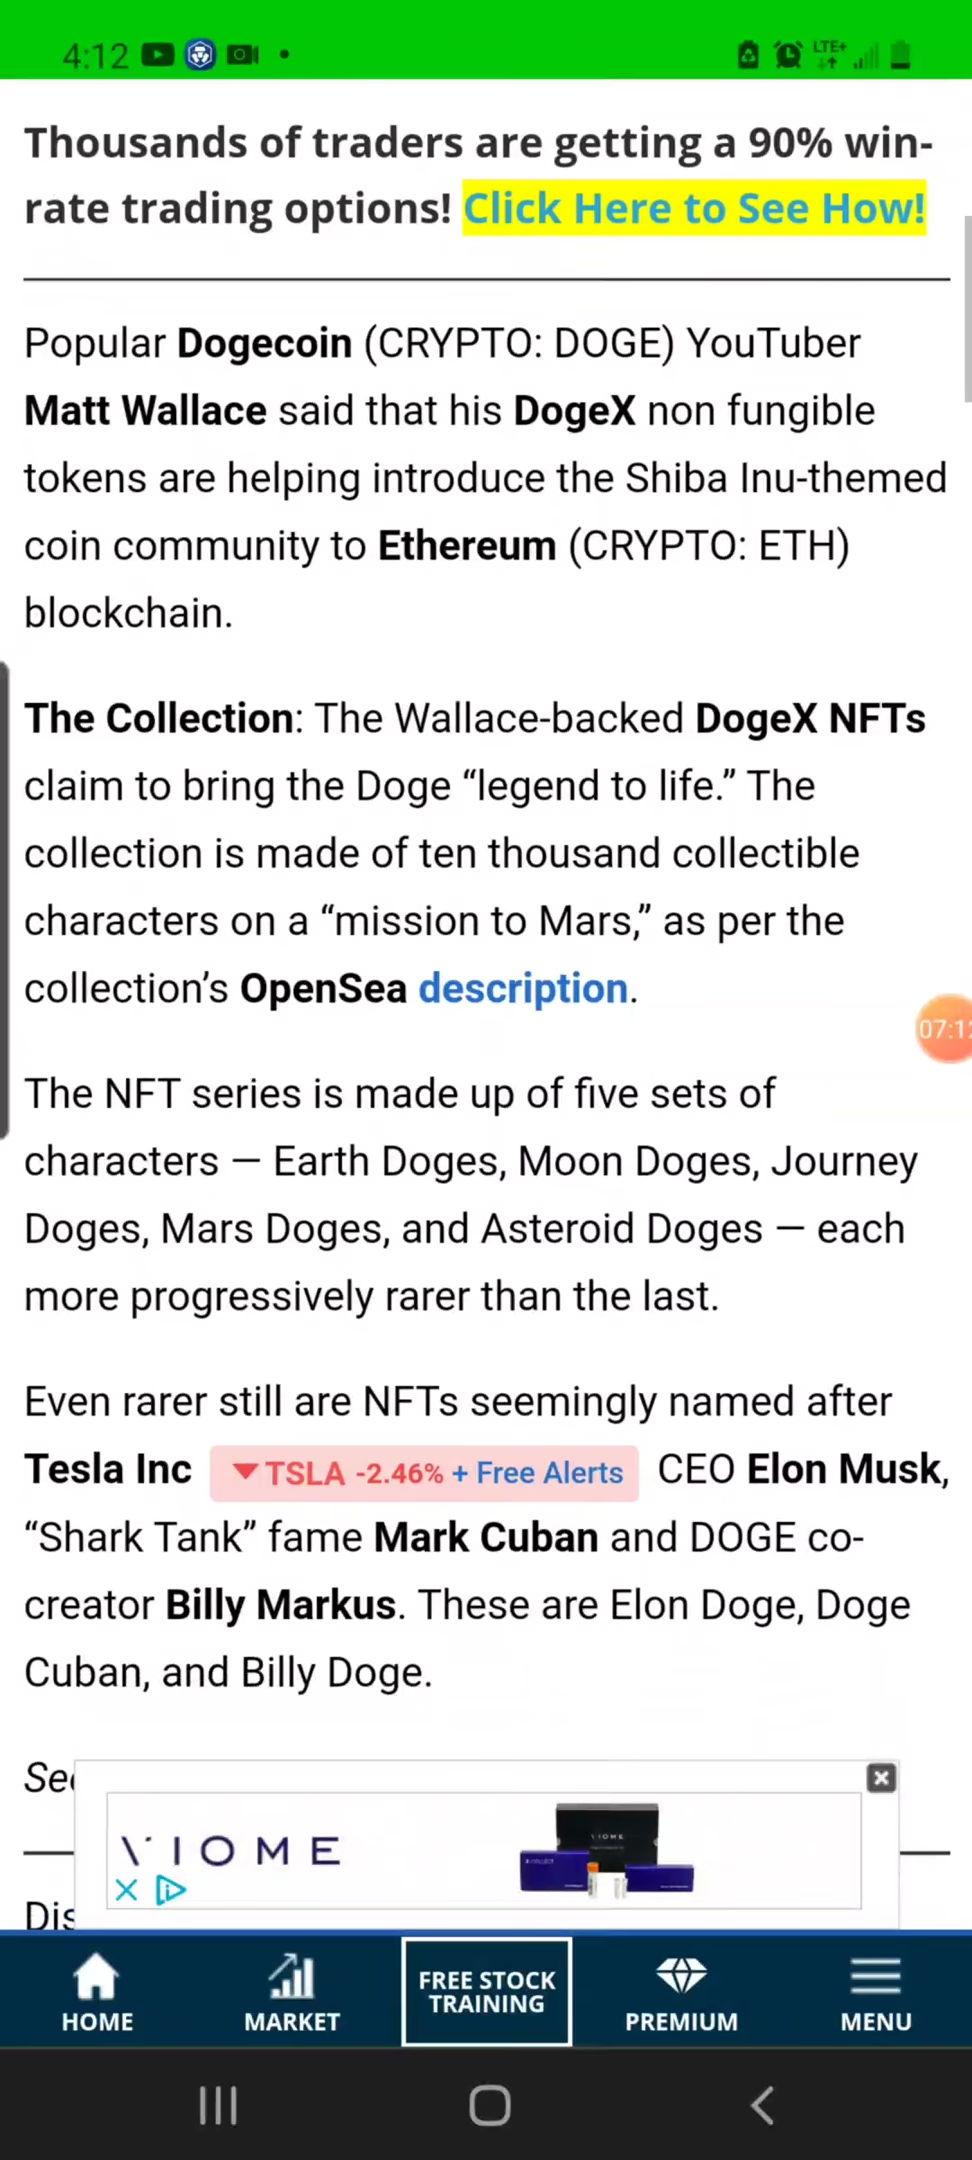 4:12
LTE+
Thousands of traders are getting a 90% win-
rate trading options! Click Here to See How!
Popular Dogecoin (CRYPTO: DOGE) YouTuber
Matt Wallace said that his DogeX non fungible
tokens are helping introduce the Shiba Inu-themed
coin community to Ethereum (CRYPTO: ETH)
blockchain.
The Collection: The Wallace-backed DogeX NFTs
claim to bring the Doge “legend to life.” The
collection is made of ten thousand collectible
characters on a “mission to Mars,” as per the
collection’s OpenSea description.
07:1
The NFT series is made up of five sets of
characters — Earth Doges, Moon Doges, Journey
Doges, Mars Doges, and Asteroid Doges — each
more progressively rarer than the last.
Even rarer still are NFTs seemingly named after
Tesla Inc ▼ TSLA -2.46% + Free Alerts CEO Elon Musk,
“Shark Tank” fame Mark Cuban and DOGE co-
creator Billy Markus. These are Elon Doge, Doge
Cuban, and Billy Doge.
VIOME
VIOME
HOME
MARKET
FREE STOCK
TRAINING
PREMIUM
MENU